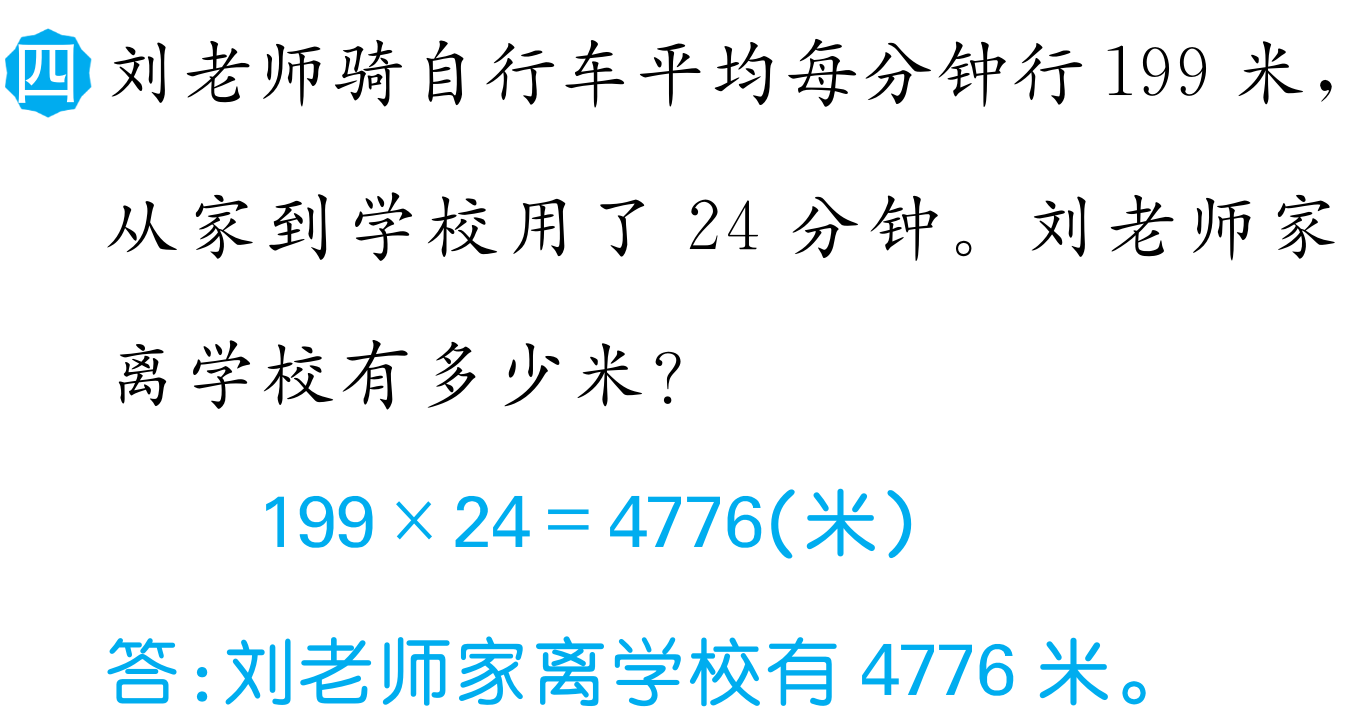 四 刘老师骑自行车平均每分钟行199米，
从家到学校用了24分钟。刘老师家
离学校有多少米?
199×24=4776(米)
答:刘老师家离学校有4776米。